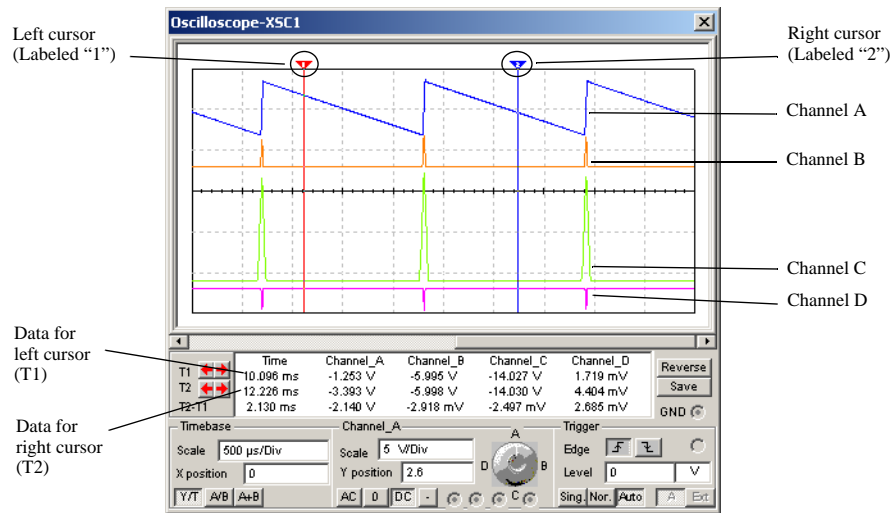 Oscilloscope-XSC1
Left cursor
(Labeled “1”)
Right cursor
(Labeled “2”)
1
2
Channel A
Channel B
Channel C
Channel D
Data for
left cursor
(T1)
Data for
right cursor
(T2)
Time Channel_A Channel_B Channel_C Channel_D
T1 10.096 ms -1.253 V -5.995 V -14.027 V 1.719 mV
T2 12.226 ms -3.393 V -5.998 V -14.030 V 4.404 mV
T2-T1 2.130 ms -2.140 V -2.918 mV -2.497 mV 2.685 mV
Reverse
Save
GND
Timebase
Scale 500 µs/Div
X position 0
Y/T A/B A+B
Channel_A
Scale 5 V/Div
Y position 2.6
AC 0 DC -
A
B
C
D
Trigger
Edge
Level 0 V
Sing. Nor. Auto A Ext